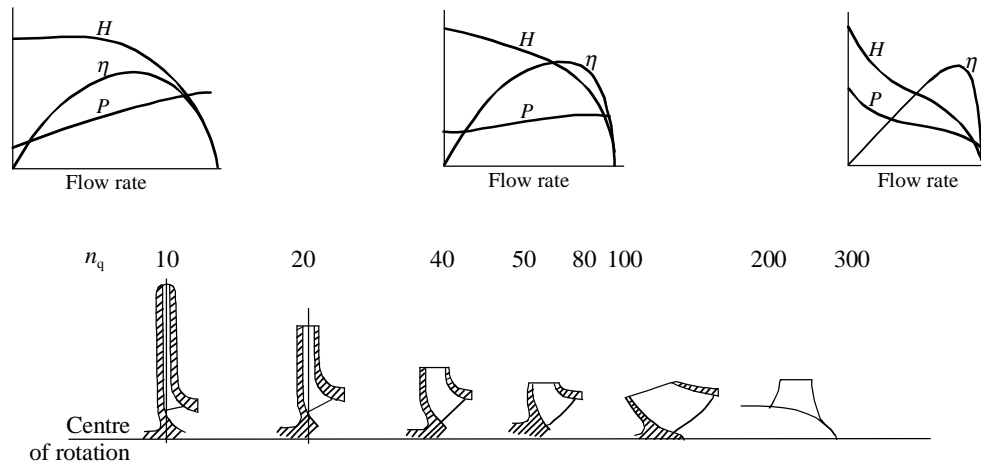 H
η
P
Flow rate
H
η
P
Flow rate
H
η
P
Flow rate
nq 10 20 40 50 80 100 200 300
Centre
of rotation